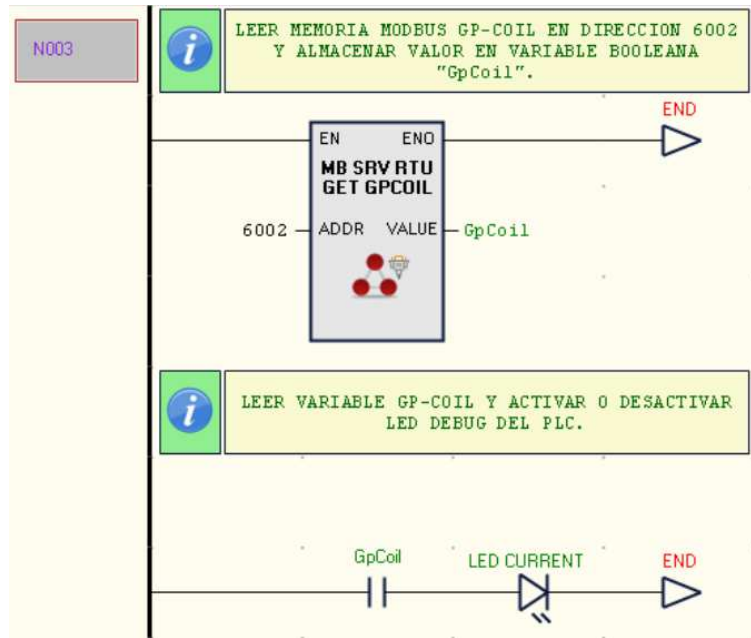 N003
LEER MEMORIA MODBUS GP-COIL EN DIRECCION 6002
Y ALMACENAR VALOR EN VARIABLE BOOLEANA
"GpCoil".
END
EN ENO
MB SRV RTU
GET GPCOIL
6002 ADDR VALUE GpCoil
LEER VARIABLE GP-COIL Y ACTIVAR O DESACTIVAR
LED DEBUG DEL PLC.
GpCoil LED CURRENT END